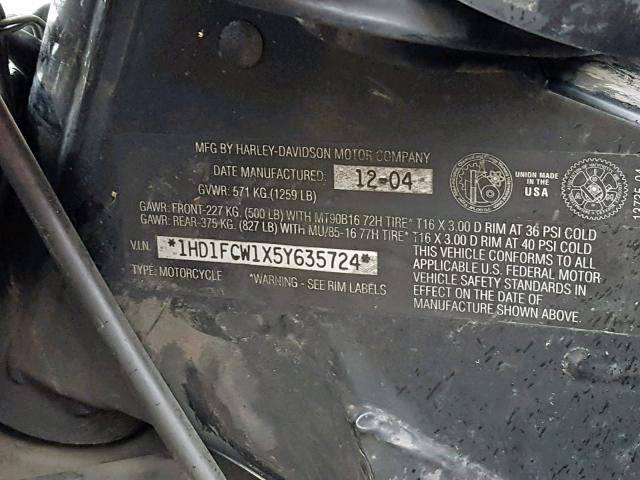 MFG BY HARLEY-DAVIDSON MOTOR COMPANY
DATE MANUFACTURED: 12-04
GVWR: 571 KG. (1259 LB)
GAWR: FRONT-227 KG. (500 LB) WITH MT90B16 72H TIRE* T16 X 3.00 D RIM AT 36 PSI COLD
GAWR: REAR-375-KG. (827 LB) WITH MU/85-16 77H TIRE* T16 X 3.00 D RIM AT 40 PSI COLD
V.I.N. *1HD1FCW1X5Y635724*
TYPE: MOTORCYCLE
*WARNING - SEE RIM LABELS
THIS VEHICLE CONFORMS TO ALL
APPLICABLE U.S. FEDERAL MOTOR
VEHICLE SAFETY STANDARDS IN
EFFECT ON THE DATE OF
MANUFACTURE SHOWN ABOVE.
UNION MADE IN
THE
USA